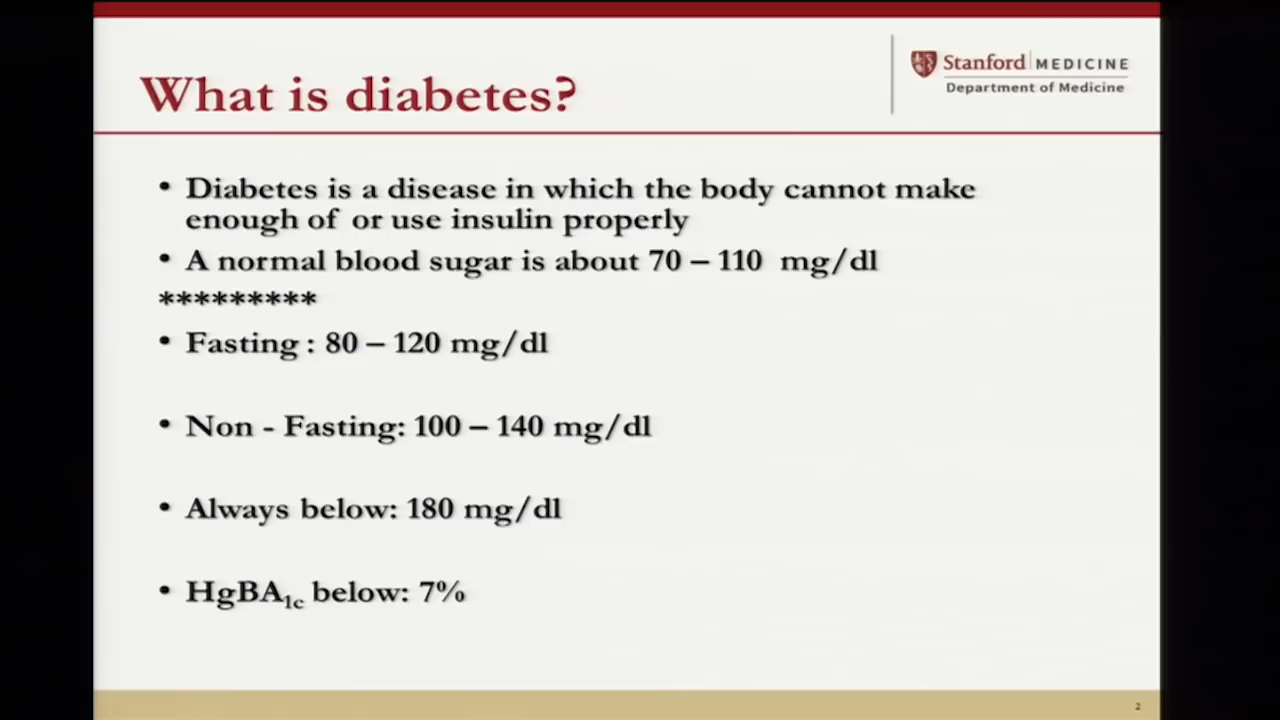 What is diabetes?
Stanford MEDICINE
Department of Medicine
• Diabetes is a disease in which the body cannot make
enough of or use insulin properly
• A normal blood sugar is about 70 – 110 mg/dl
*********
• Fasting : 80 – 120 mg/dl
• Non - Fasting: 100 – 140 mg/dl
• Always below: 180 mg/dl
• HgBA1c below: 7%
2